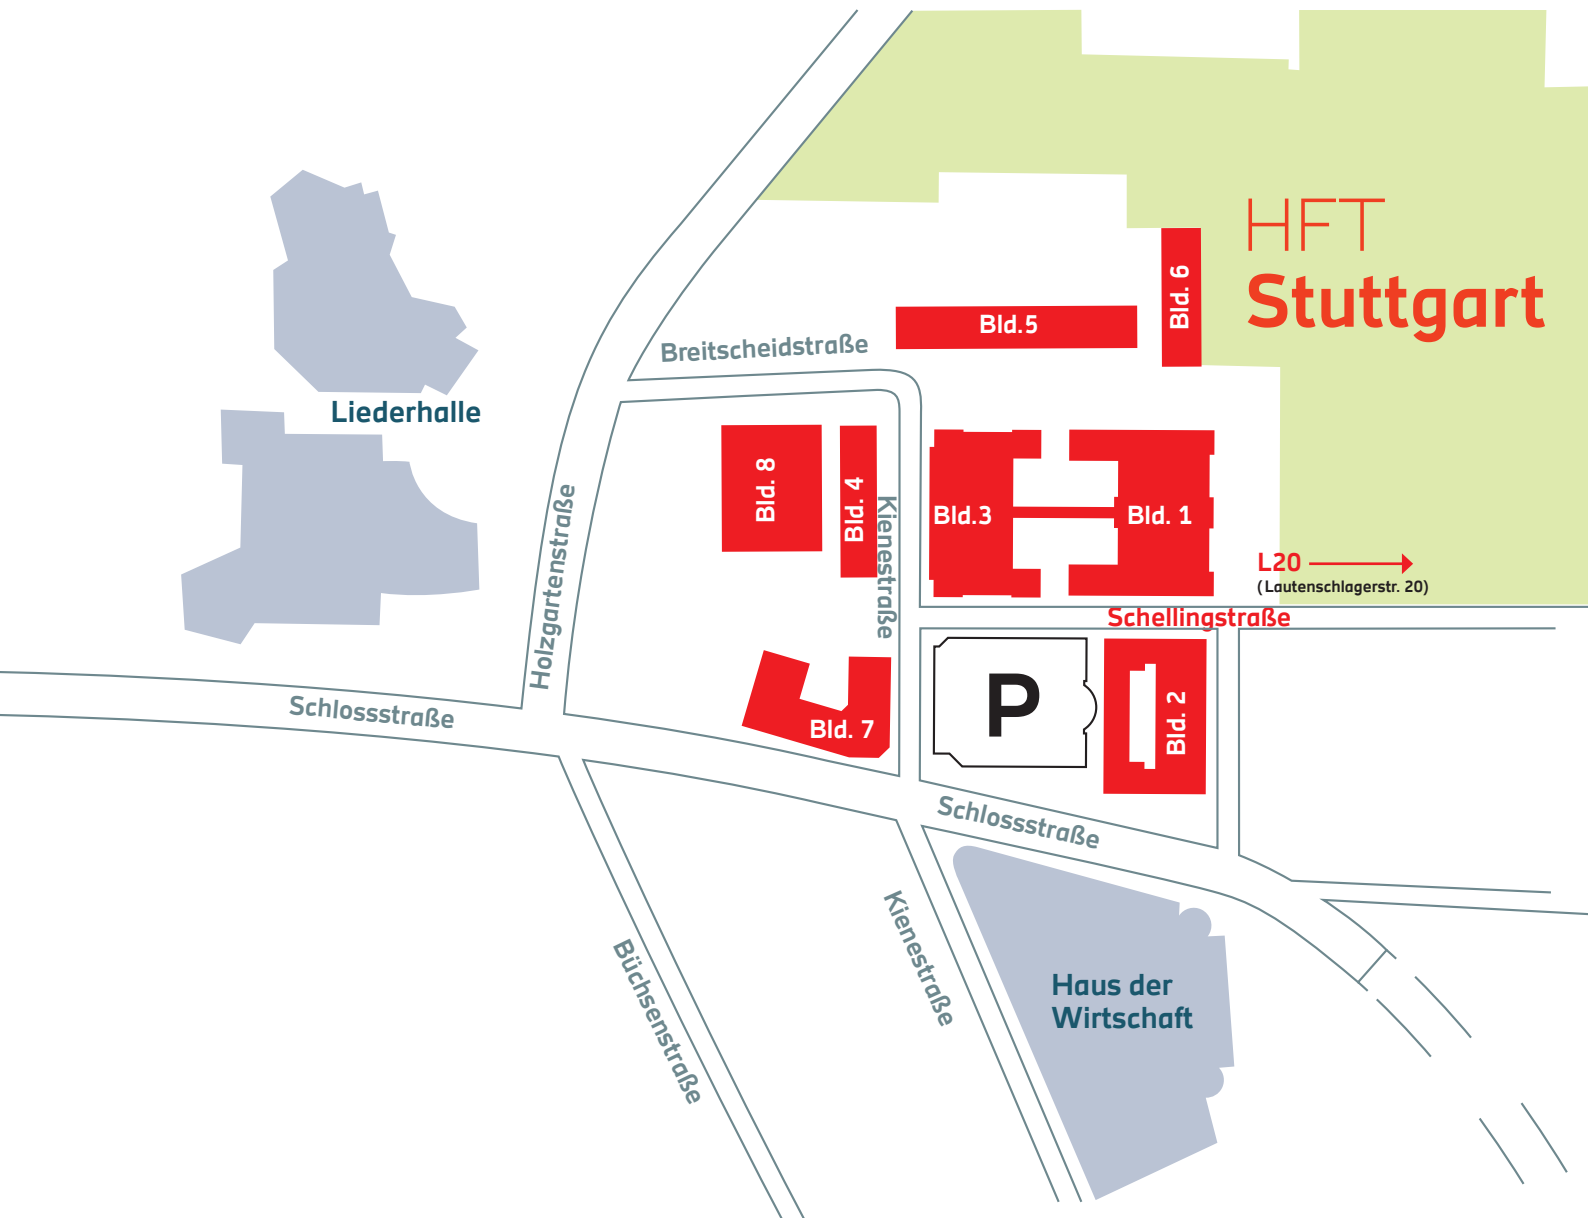 HFT
Stuttgart
Bld. 6
Bld.5
Breitscheidstraße
Liederhalle
Bld. 8
Bld. 4
Kienestraße
Bld.3
Bld. 1
Holzgartenstraße
L20
(Lautenschlagerstr. 20)
Schellingstraße
Schlossstraße
Bld. 7
P
Bld. 2
Schlossstraße
Kienestraße
Büchsenstraße
Haus der
Wirtschaft